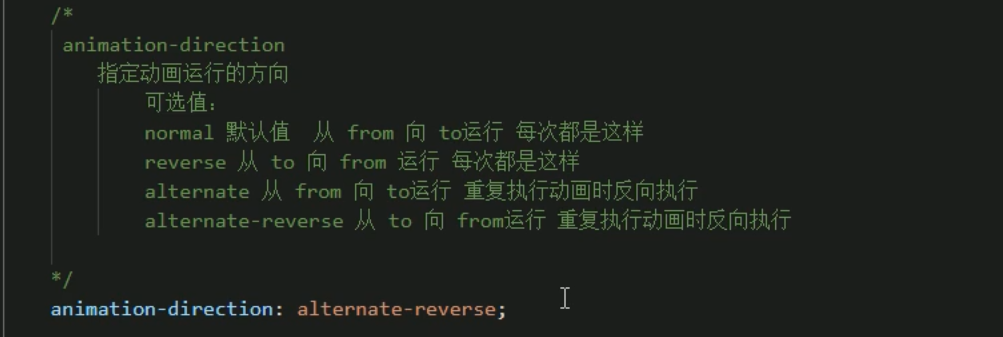 /*
animation-direction
指定动画运行的方向
可选值：
normal 默认值 从 from 向 to运行 每次都是这样
reverse 从 to 向 from 运行 每次都是这样
alternate 从 from 向 to运行 重复执行动画时反向执行
alternate-reverse 从 to 向 from运行 重复执行动画时反向执行
*/
animation-direction: alternate-reverse;